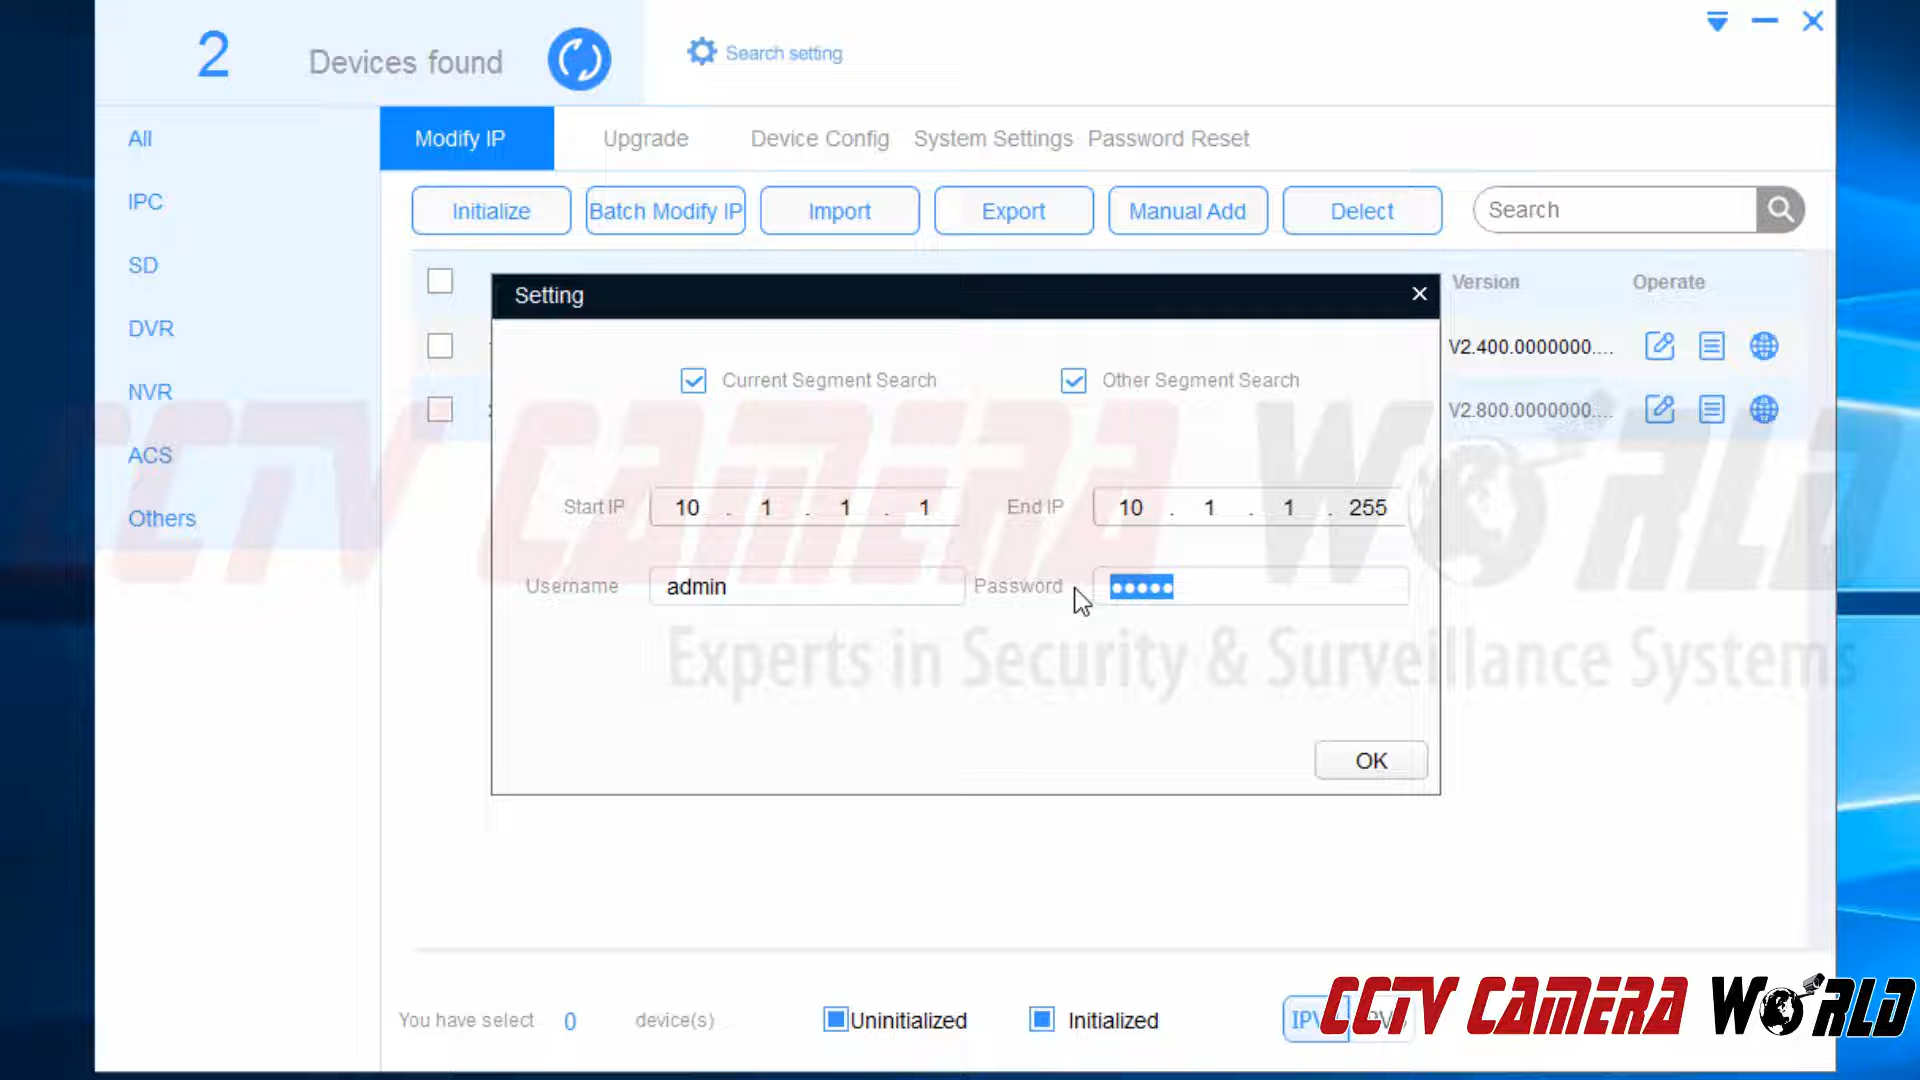 2 Devices found
Search setting
All
IPC
SD
DVR
NVR
ACS
Others
Modify IP Upgrade Device Config System Settings Password Reset
Initialize Batch Modify IP Import Export Manual Add Delect Search
Version Operate
V2.400.0000000....
V2.800.0000000....
Setting
Current Segment Search Other Segment Search
Start IP 10 . 1 . 1 . 1 End IP 10 . 1 . 1 . 255
Username admin Password •••••
OK
CCTV CAMERA WORLD
Experts in Security & Surveillance Systems
You have select 0 device(s) Uninitialized Initialized
CCTV CAMERA WORLD